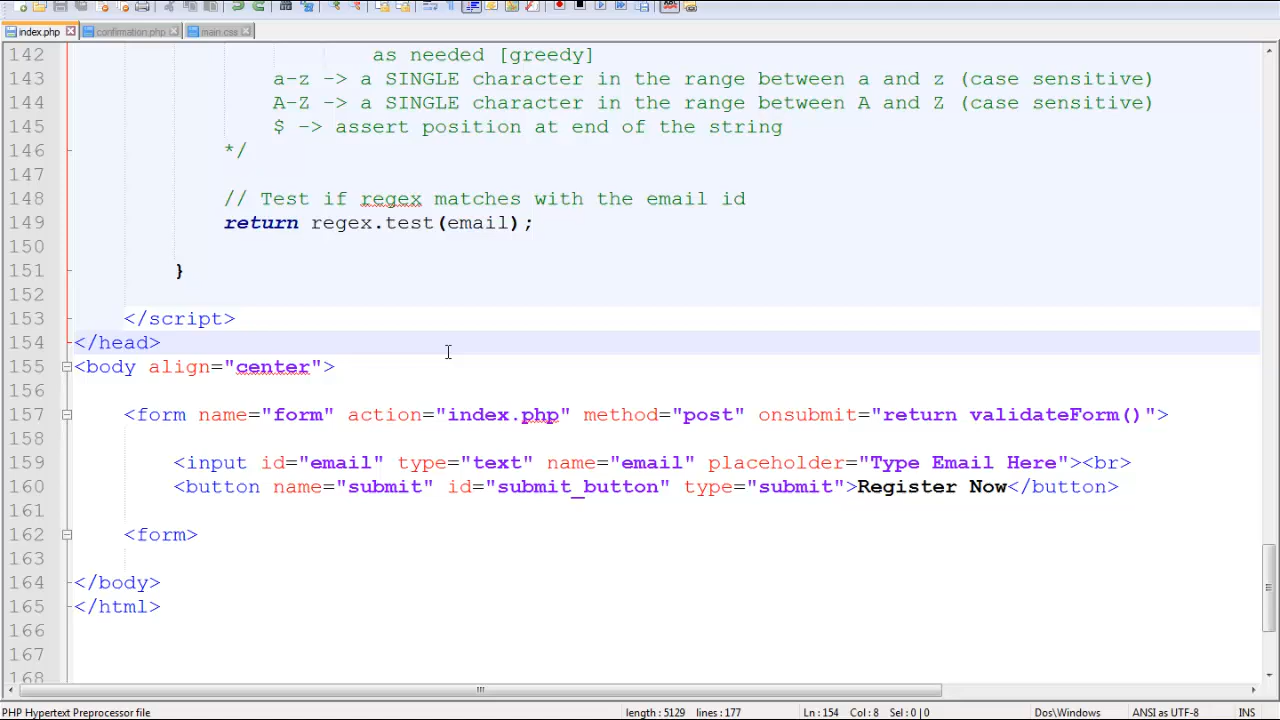 index.php confirmation.php main.css
142 as needed [greedy]
143 a-z -> a SINGLE character in the range between a and z (case sensitive)
144 A-Z -> a SINGLE character in the range between A and Z (case sensitive)
145 $ -> assert position at end of the string
146 */
147
148 // Test if regex matches with the email id
149 return regex.test(email);
150
151 }
152
153 </script>
154 </head>
155 <body align="center">
156
157 <form name="form" action="index.php" method="post" onsubmit="return validateForm()">
158
159 <input id="email" type="text" name="email" placeholder="Type Email Here"><br>
160 <button name="submit" id="submit_button" type="submit">Register Now</button>
161
162 <form>
163
164 </body>
165 </html>
166
167
168
PHP Hypertext Preprocessor file length : 5129 lines : 177 Ln : 154 Col : 8 Sel : 0 | 0 Dos\Windows ANSI as UTF-8 INS